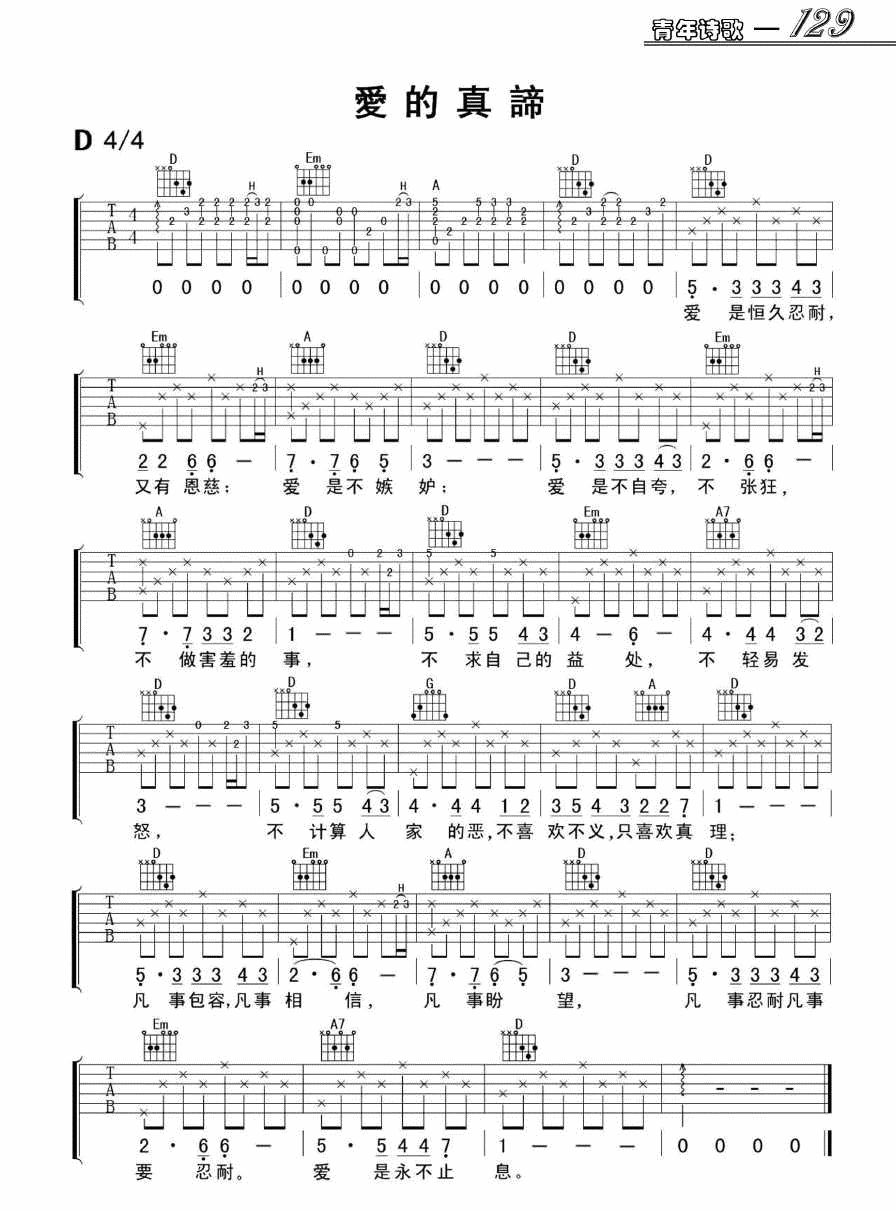 青年诗歌 — 129
愛的真諦
D 4/4
D Em A D D
0 0 0 0 0 0 0 0 0 0 0 0 0 0 0 0 5 · 3 3 3 4 3
爱 是恒久忍耐，
Em A D D Em
2 2 6 6 — 7 · 7 6 5 3 — — — 5 · 3 3 3 4 3 2 · 6 6 —
又有恩慈； 爱 是不嫉 妒； 爱 是不自夸， 不 张狂，
A D D Em A7
7 · 7 3 3 2 1 — — — 5 · 5 5 4 3 4 — 6 — 4 · 4 4 3 2
不 做害羞的 事， 不 求自己的 益 处， 不 轻易发
D D G D A D
3 — — — 5 · 5 5 4 3 4 · 4 4 1 2 3 5 4 3 2 2 7 1 — — —
怒， 不 计算人 家 的恶，不喜 欢不义，只喜欢真 理；
D Em A D D
5 · 3 3 3 4 3 2 · 6 6 — 7 · 7 6 5 3 — — — 5 · 3 3 3 4 3
凡 事包容，凡事 相 信， 凡 事盼 望， 凡 事忍耐凡事
Em A7 D
2 · 6 6 — 5 · 5 4 4 7 1 — — — 0 0 0 0
要 忍耐。 爱 是永不止 息。